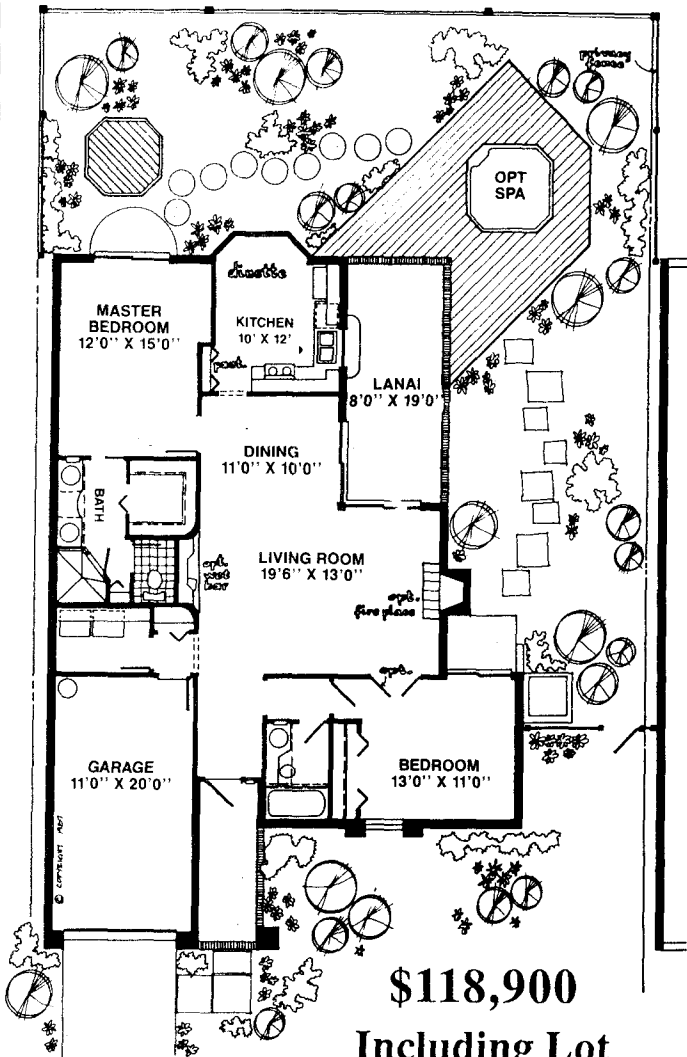 privacy
fence
OPT
SPA
dinette
MASTER
BEDROOM
12'0" X 15'0"
KITCHEN
10' X 12'
pant.
LANAI
8'0" X 19'0"
DINING
11'0" X 10'0"
BATH
LIVING ROOM
19'6" X 13'0"
opt.
wet
bar
opt.
fire place
opt.
GARAGE
11'0" X 20'0"
BEDROOM
13'0" X 11'0"
© COPYRIGHT 1987
$118,900
Including Lot